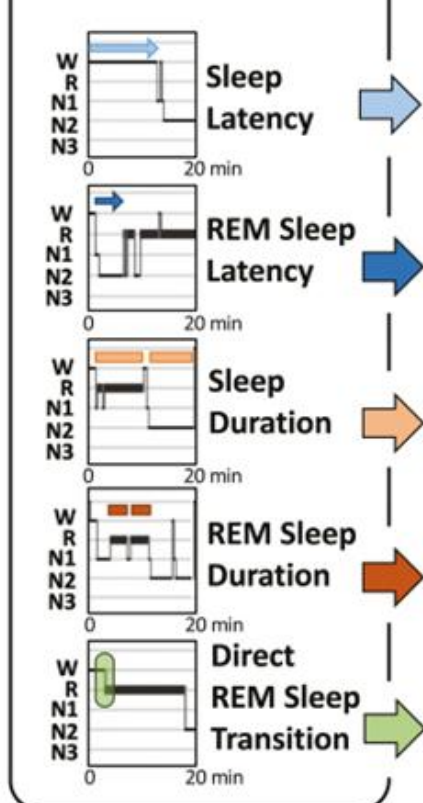 W
R
N1
N2
N3
Sleep
Latency
0
20 min
W
R
N1
N2
N3
REM Sleep
Latency
0
20 min
W
R
N1
N2
N3
Sleep
Duration
0
20 min
W
R
N1
N2
N3
REM Sleep
Duration
0
20 min
W
R
N1
N2
N3
Direct
REM Sleep
Transition
0
20 min